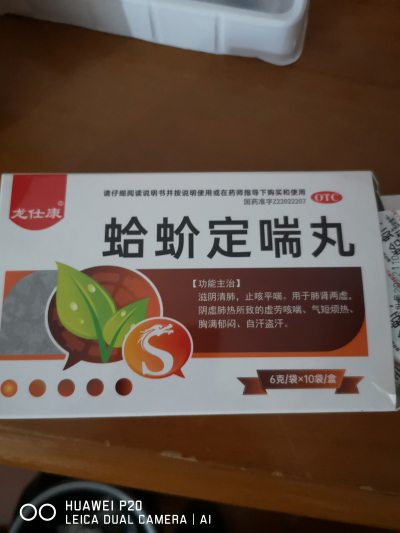 请仔细阅读说明书并按说明使用或在药师指导下购买和使用
OTC
国药准字Z22022207
龙仕康
蛤蚧定喘丸
【功能主治】
滋阴清肺，止咳平喘。用于肺肾两虚，
阴虚肺热所致的虚劳咳喘、气短烦热、
胸满郁闷、自汗盗汗。
S
6克/袋×10袋/盒
HUAWEI P20
LEICA DUAL CAMERA | AI